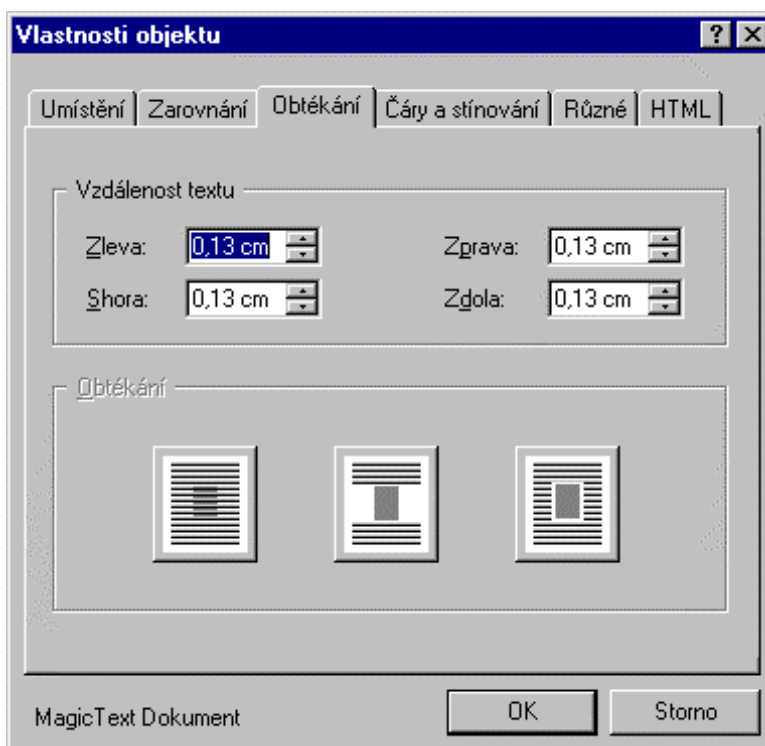 Vlastnosti objektu
Umístění Zarovnání Obtékání Čáry a stínování Různé HTML
Vzdálenost textu
Zleva: 0,13 cm Zprava: 0,13 cm
Shora: 0,13 cm Zdola: 0,13 cm
Obtékání
MagicText Dokument OK Storno